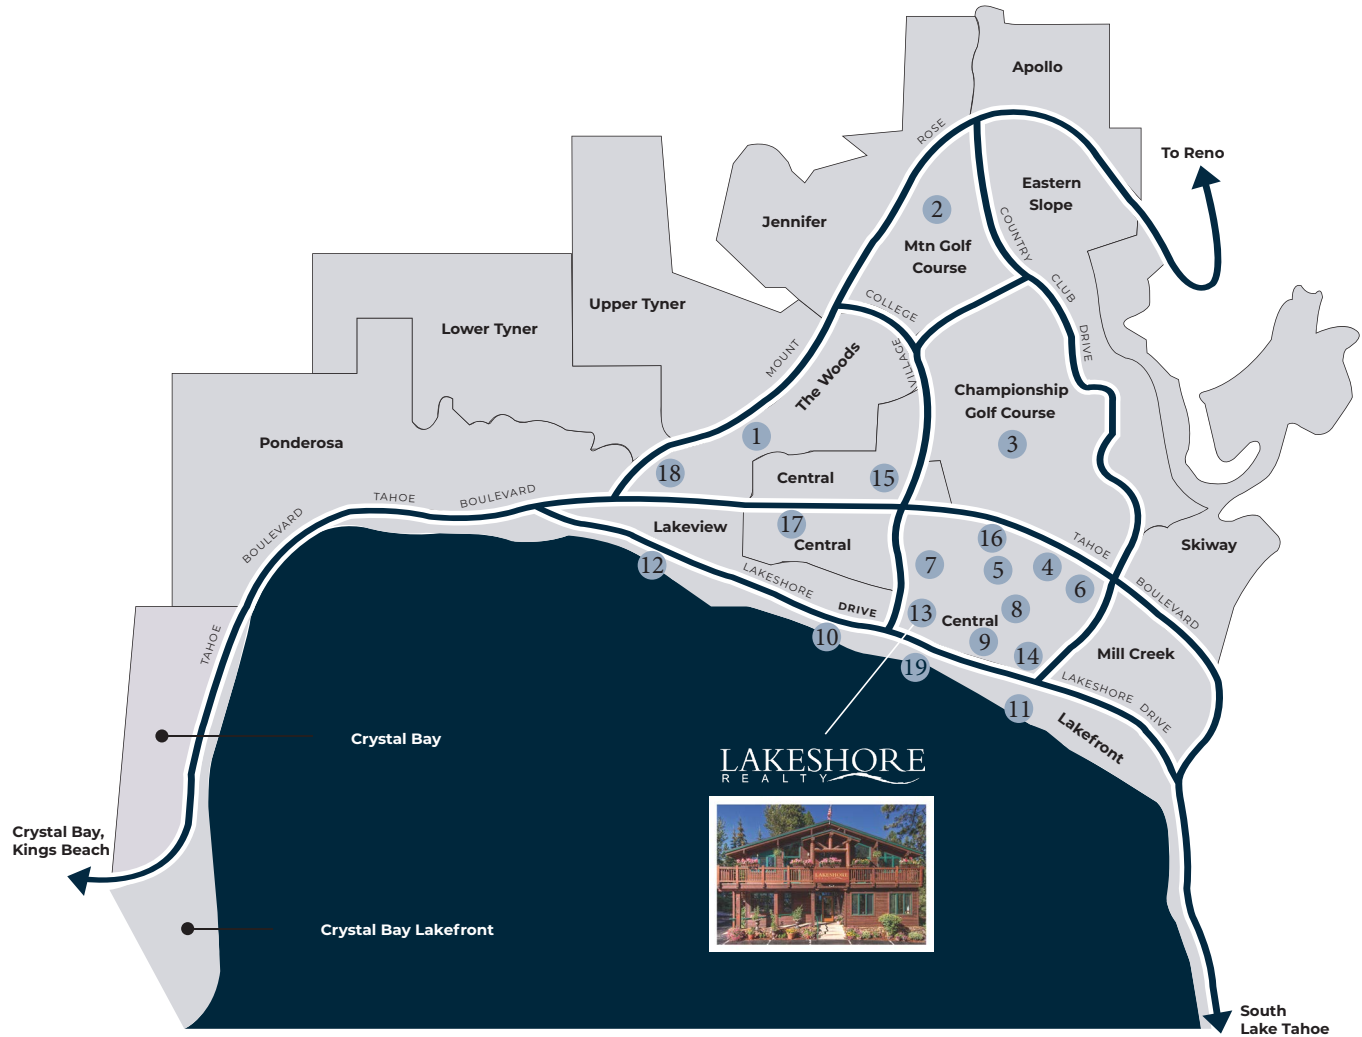 Apollo
ROSE
To Reno
Eastern
Slope
2
Jennifer
COUNTRY
Mtn Golf
Course
CLUB
DRIVE
Upper Tyner
COLLEGE
Lower Tyner
MOUNT
VILLAGE
The Woods
Championship
Golf Course
3
Ponderosa
1
18
Central
15
TAHOE
BOULEVARD
BOULEVARD
Lakeview
17
Central
16
TAHOE
Skiway
12
7
5
4
6
LAKESHORE
DRIVE
BOULEVARD
13
8
Central
10
9
14
Mill Creek
TAHOE
19
LAKESHORE
DRIVE
11
Lakefront
Crystal Bay
LAKESHORE
REALTY
LAKESHORE
Crystal Bay,
Kings Beach
Crystal Bay Lakefront
South
Lake Tahoe